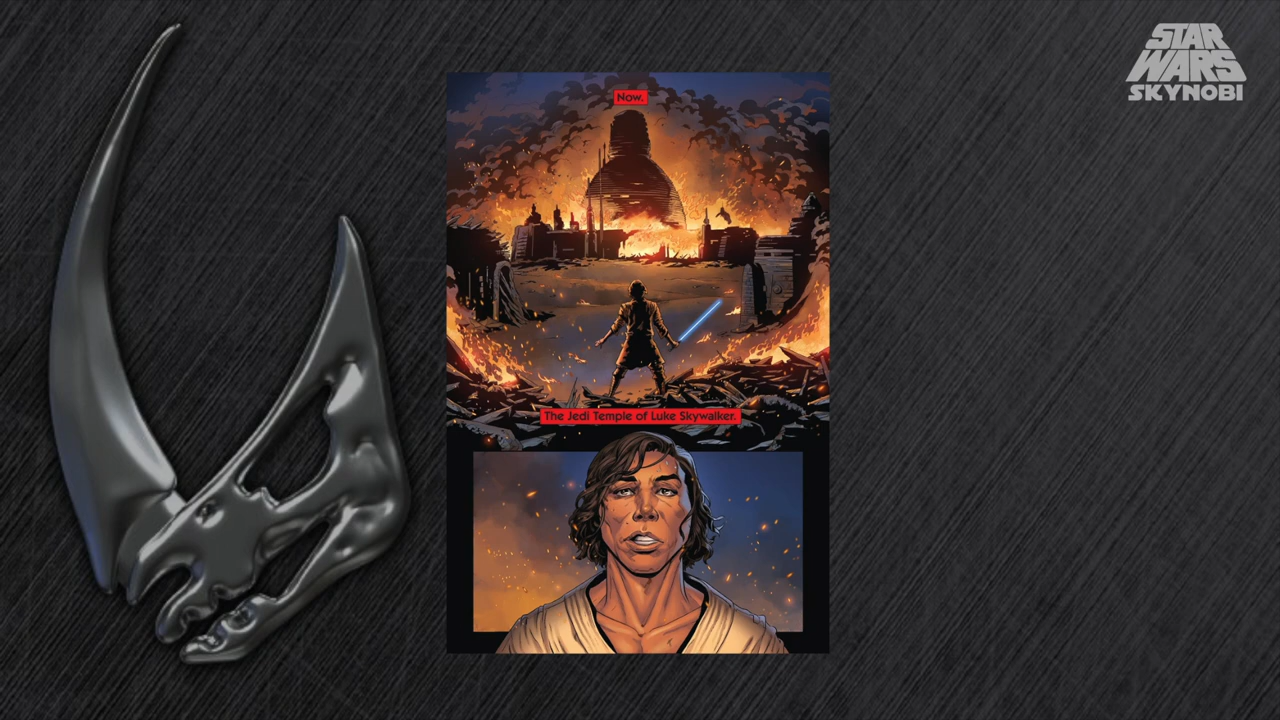 STAR
WARS
SKYNOBI
Now.
The Jedi Temple of Luke Skywalker.